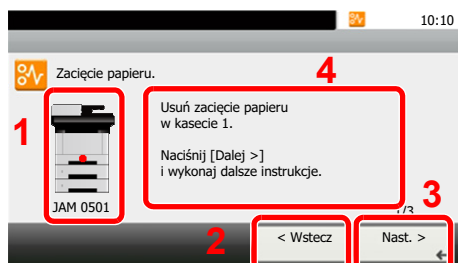 10:10
Zacięcie papieru.
4
1
Usuń zacięcie papieru
w kasecie 1.
Naciśnij [Dalej >]
i wykonaj dalsze instrukcje.
JAM 0501
3
1/3
2
< Wstecz
Nast. >